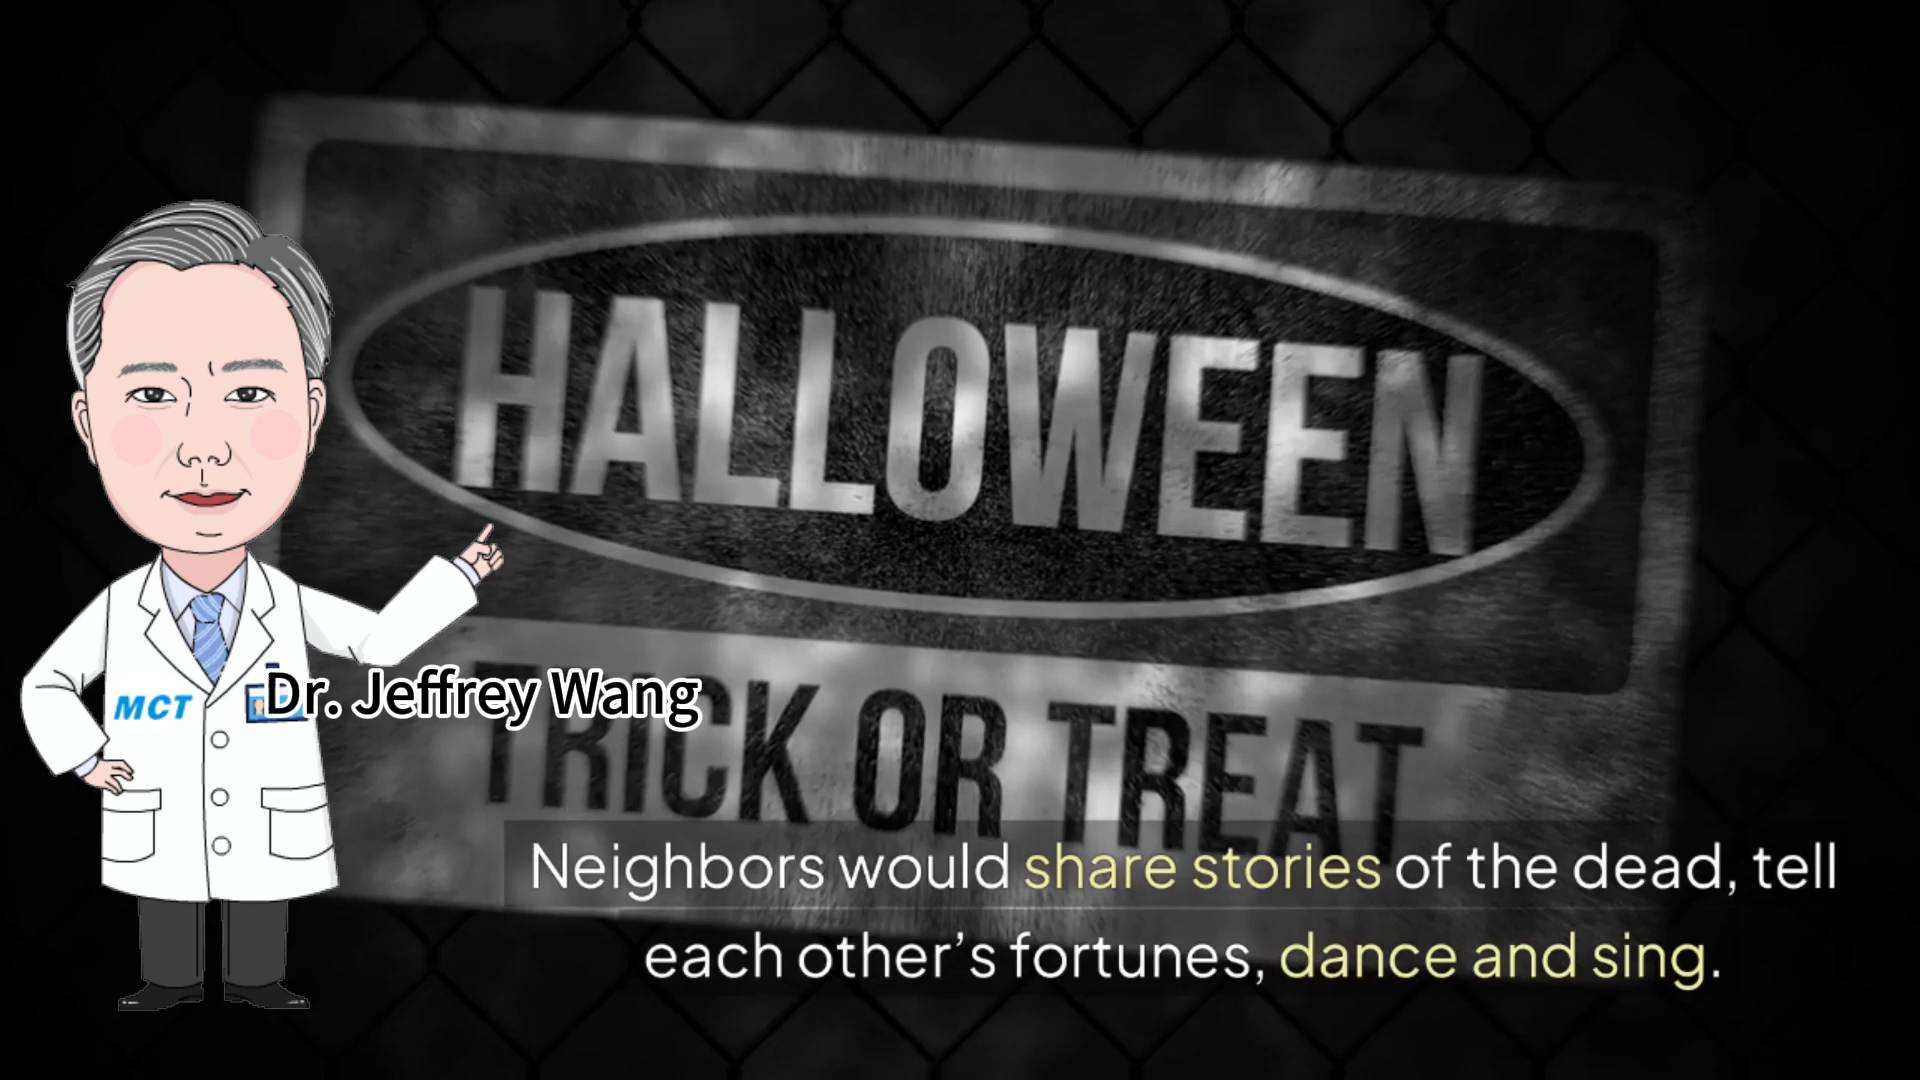 HALLOWEEN
MCT
Dr. Jeffrey Wang
TRICK OR TREAT
Neighbors would share stories of the dead, tell
each other’s fortunes, dance and sing.